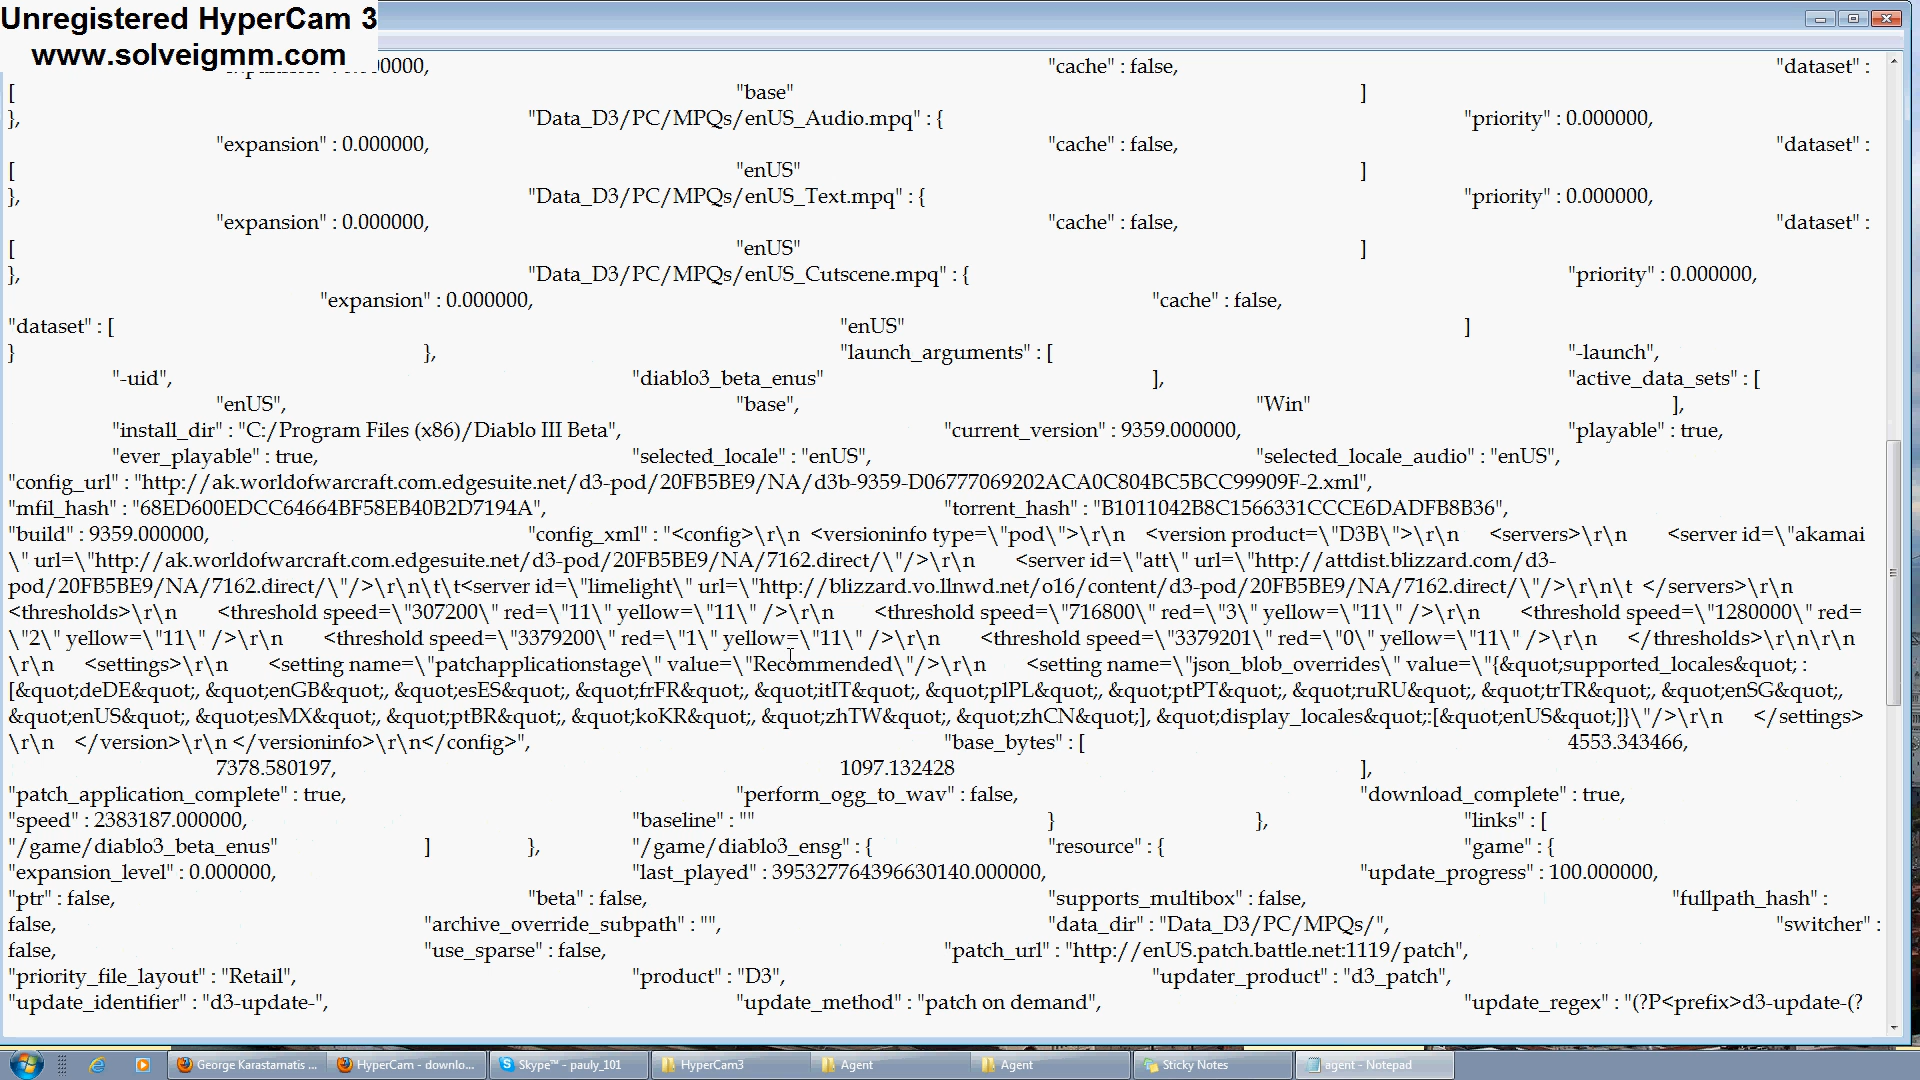 Unregistered HyperCam 3
www.solveigmm.com
"cache" : false, "dataset" :
[ "base" ]
}, "Data_D3/PC/MPQs/enUS_Audio.mpq" : { "priority" : 0.000000,
"expansion" : 0.000000, "cache" : false, "dataset" :
[ "enUS" ]
}, "Data_D3/PC/MPQs/enUS_Text.mpq" : { "priority" : 0.000000,
"expansion" : 0.000000, "cache" : false, "dataset" :
[ "enUS" ]
}, "Data_D3/PC/MPQs/enUS_Cutscene.mpq" : { "priority" : 0.000000,
"expansion" : 0.000000, "cache" : false,
"dataset" : [ "enUS" ]
} }, "launch_arguments" : [ "-launch",
"-uid", "diablo3_beta_enus" ], "active_data_sets" : [
"enUS", "base", "Win" ],
"install_dir" : "C:/Program Files (x86)/Diablo III Beta", "current_version" : 9359.000000, "playable" : true,
"ever_playable" : true, "selected_locale" : "enUS", "selected_locale_audio" : "enUS",
"config_url" : "http://ak.worldofwarcraft.com.edgesuite.net/d3-pod/20FB5BE9/NA/d3b-9359-D06777069202ACA0C804BC5BCC99909F-2.xml",
"mfil_hash" : "68ED600EDCC64664BF58EB40B2D7194A", "torrent_hash" : "B1011042B8C1566331CCCE6DADFB8B36",
"build" : 9359.000000, "config_xml" : "<config>\r\n <versioninfo type=\"pod\">\r\n <version product=\"D3B\">\r\n <servers>\r\n <server id=\"akamai
\" url=\"http://ak.worldofwarcraft.com.edgesuite.net/d3-pod/20FB5BE9/NA/7162.direct/\"/>\r\n <server id=\"att\" url=\"http://attdist.blizzard.com/d3-
pod/20FB5BE9/NA/7162.direct/\"/>\r\n\t\t<server id=\"limelight\" url=\"http://blizzard.vo.llnwd.net/o16/content/d3-pod/20FB5BE9/NA/7162.direct/\"/>\r\n\t </servers>\r\n
<thresholds>\r\n <threshold speed=\"307200\" red=\"11\" yellow=\"11\" />\r\n <threshold speed=\"716800\" red=\"3\" yellow=\"11\" />\r\n <threshold speed=\"1280000\" red=
\"2\" yellow=\"11\" />\r\n <threshold speed=\"3379200\" red=\"1\" yellow=\"11\" />\r\n <threshold speed=\"3379201\" red=\"0\" yellow=\"11\" />\r\n </thresholds>\r\n\r\n
\r\n <settings>\r\n <setting name=\"patchapplicationstage\" value=\"Recommended\"/>\r\n <setting name=\"json_blob_overrides\" value=\"{&quot;supported_locales&quot; :
[&quot;deDE&quot;, &quot;enGB&quot;, &quot;esES&quot;, &quot;frFR&quot;, &quot;itIT&quot;, &quot;plPL&quot;, &quot;ptPT&quot;, &quot;ruRU&quot;, &quot;trTR&quot;, &quot;enSG&quot;,
&quot;enUS&quot;, &quot;esMX&quot;, &quot;ptBR&quot;, &quot;koKR&quot;, &quot;zhTW&quot;, &quot;zhCN&quot;], &quot;display_locales&quot;:[&quot;enUS&quot;]}\"/>\r\n </settings>
\r\n </version>\r\n </versioninfo>\r\n</config>", "base_bytes" : [ 4553.343466,
7378.580197, 1097.132428 ],
"patch_application_complete" : true, "perform_ogg_to_wav" : false, "download_complete" : true,
"speed" : 2383187.000000, "baseline" : "" } }, "links" : [
"/game/diablo3_beta_enus" ] }, "/game/diablo3_ensg" : { "resource" : { "game" : {
"expansion_level" : 0.000000, "last_played" : 395327764396630140.000000, "update_progress" : 100.000000,
"ptr" : false, "beta" : false, "supports_multibox" : false, "fullpath_hash" :
false, "archive_override_subpath" : "", "data_dir" : "Data_D3/PC/MPQs/", "switcher" :
false, "use_sparse" : false, "patch_url" : "http://enUS.patch.battle.net:1119/patch",
"priority_file_layout" : "Retail", "product" : "D3", "updater_product" : "d3_patch",
"update_identifier" : "d3-update-", "update_method" : "patch on demand", "update_regex" : "(?P<prefix>d3-update-(?
George Karastamatis ... HyperCam - downlo... Skype™ - pauly_101 HyperCam3 Agent Agent Sticky Notes agent - Notepad